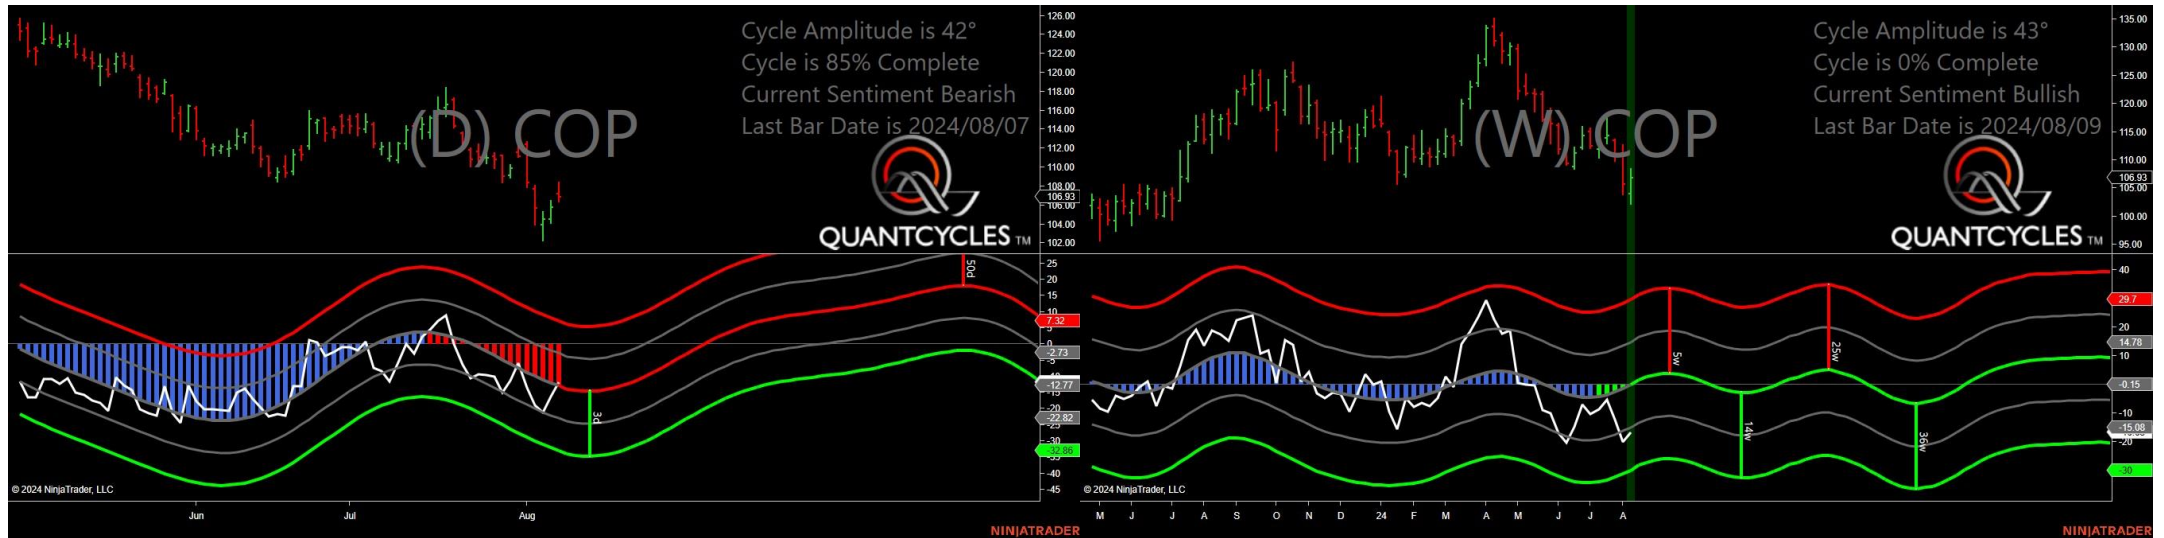 Cycle Amplitude is 42°
Cycle is 85% Complete
Current Sentiment Bearish
Last Bar Date is 2024/08/07
(D) COP
QUANTCYCLES TM
126.00
124.00
122.00
120.00
118.00
116.00
114.00
112.00
110.00
108.00
106.93
106.00
104.00
102.00
50d
3d
25
20
15
10
7.32
5
0
-2.73
-5
-12.77
-15
-20
-22.82
-25
-30
-32.86
-35
-40
-45
© 2024 NinjaTrader, LLC
Jun
Jul
Aug
NINJATRADER
Cycle Amplitude is 43°
Cycle is 0% Complete
Current Sentiment Bullish
Last Bar Date is 2024/08/09
(W) COP
QUANTCYCLES TM
135.00
130.00
125.00
120.00
115.00
110.00
106.93
105.00
100.00
95.00
5w
14w
25w
36w
40
29.7
20
14.78
10
-0.15
-10
-15.08
-20
-30
© 2024 NinjaTrader, LLC
M J J A S O N D 24 F M A M J J A
NINJATRADER